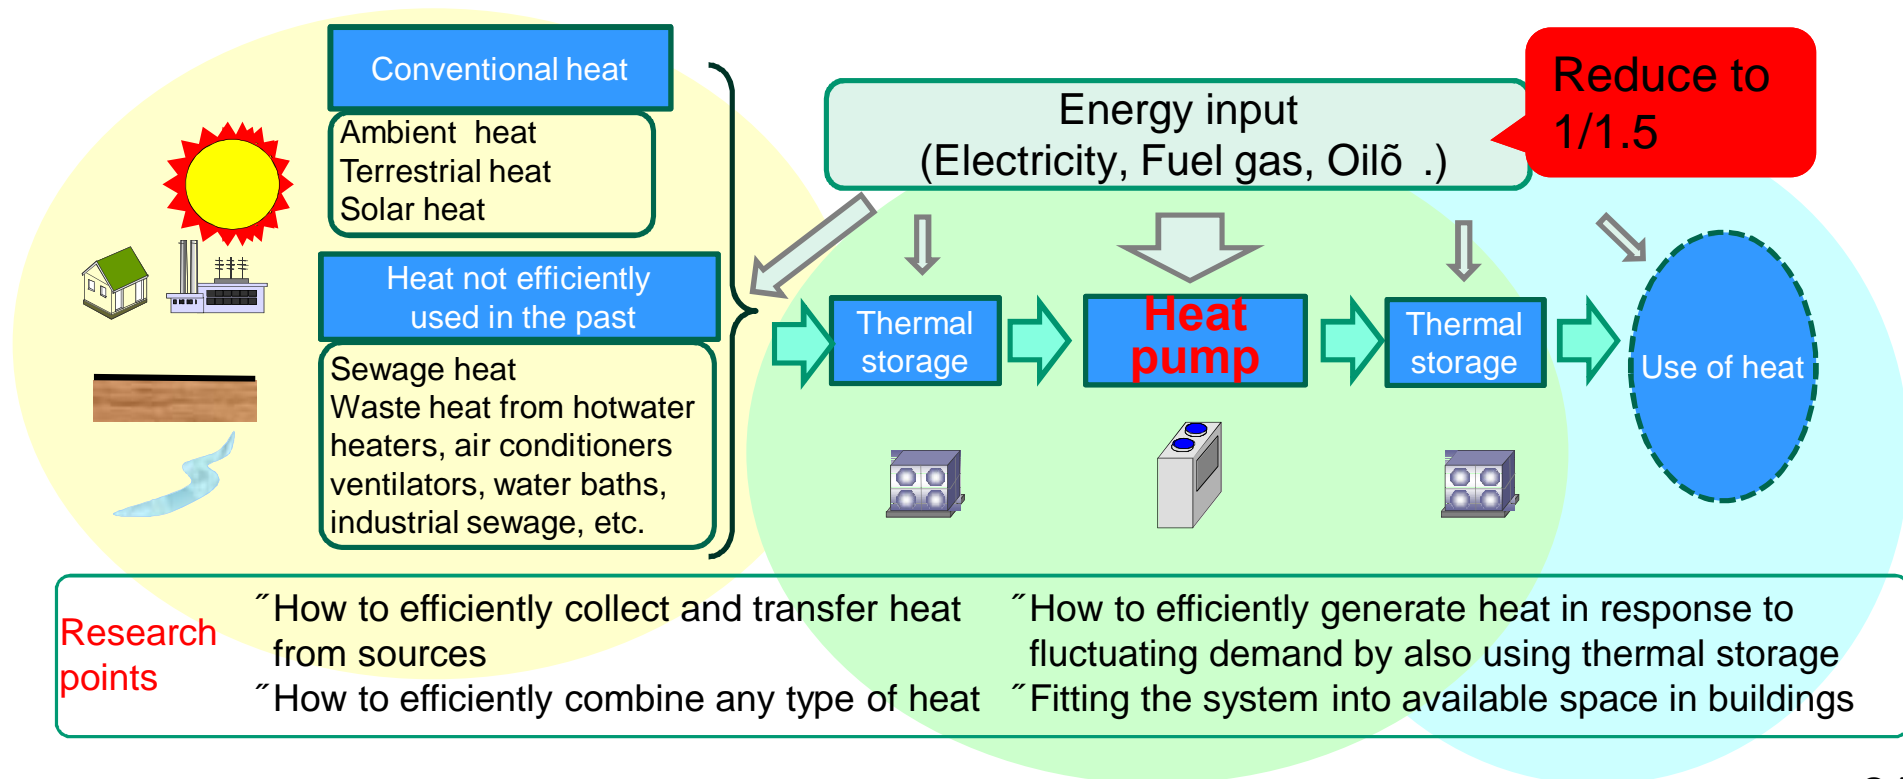 Conventional heat
Ambient heat
Terrestrial heat
Solar heat
Heat not efficiently
used in the past
Sewage heat
Waste heat from hotwater
heaters, air conditioners
ventilators, water baths,
industrial sewage, etc.
Energy input
(Electricity, Fuel gas, Oilõ .)
Reduce to
1/1.5
Thermal
storage
Heat
pump
Thermal
storage
Use of heat
Research
points
˝How to efficiently collect and transfer heat
from sources
˝How to efficiently combine any type of heat
˝How to efficiently generate heat in response to
fluctuating demand by also using thermal storage
˝Fitting the system into available space in buildings